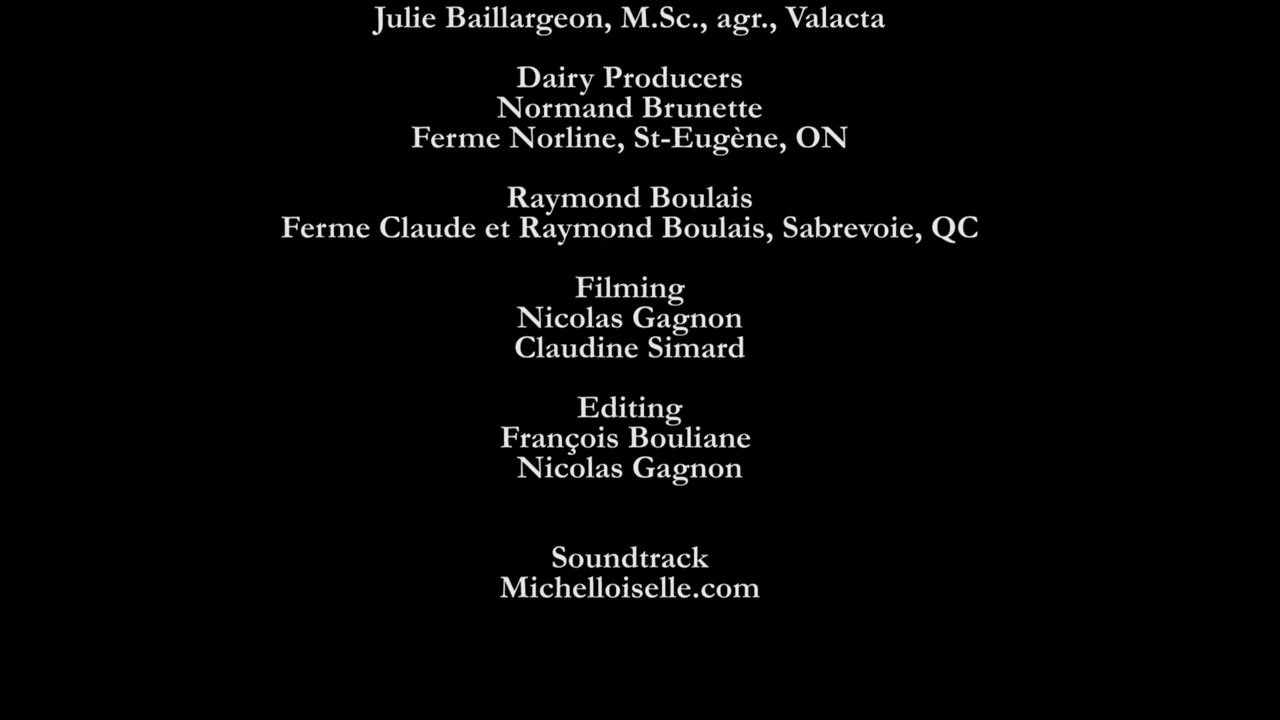 Julie Baillargeon, M.Sc., agr., Valacta
Dairy Producers
Normand Brunette
Ferme Norline, St-Eugène, ON
Raymond Boulais
Ferme Claude et Raymond Boulais, Sabrevoie, QC
Filming
Nicolas Gagnon
Claudine Simard
Editing
François Bouliane
Nicolas Gagnon
Soundtrack
Michelloiselle.com